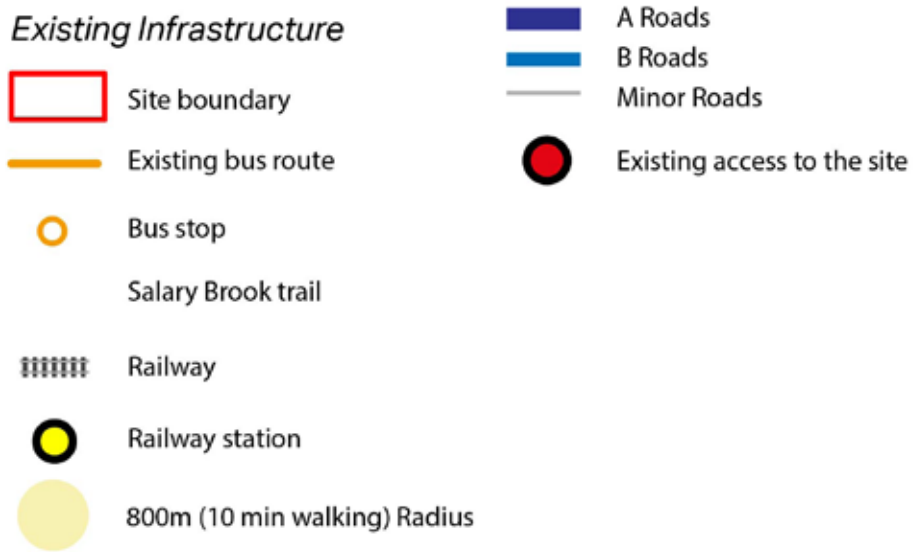 Existing Infrastructure
Site boundary
Existing bus route
Bus stop
Salary Brook trail
Railway
Railway station
800m (10 min walking) Radius
A Roads
B Roads
Minor Roads
Existing access to the site